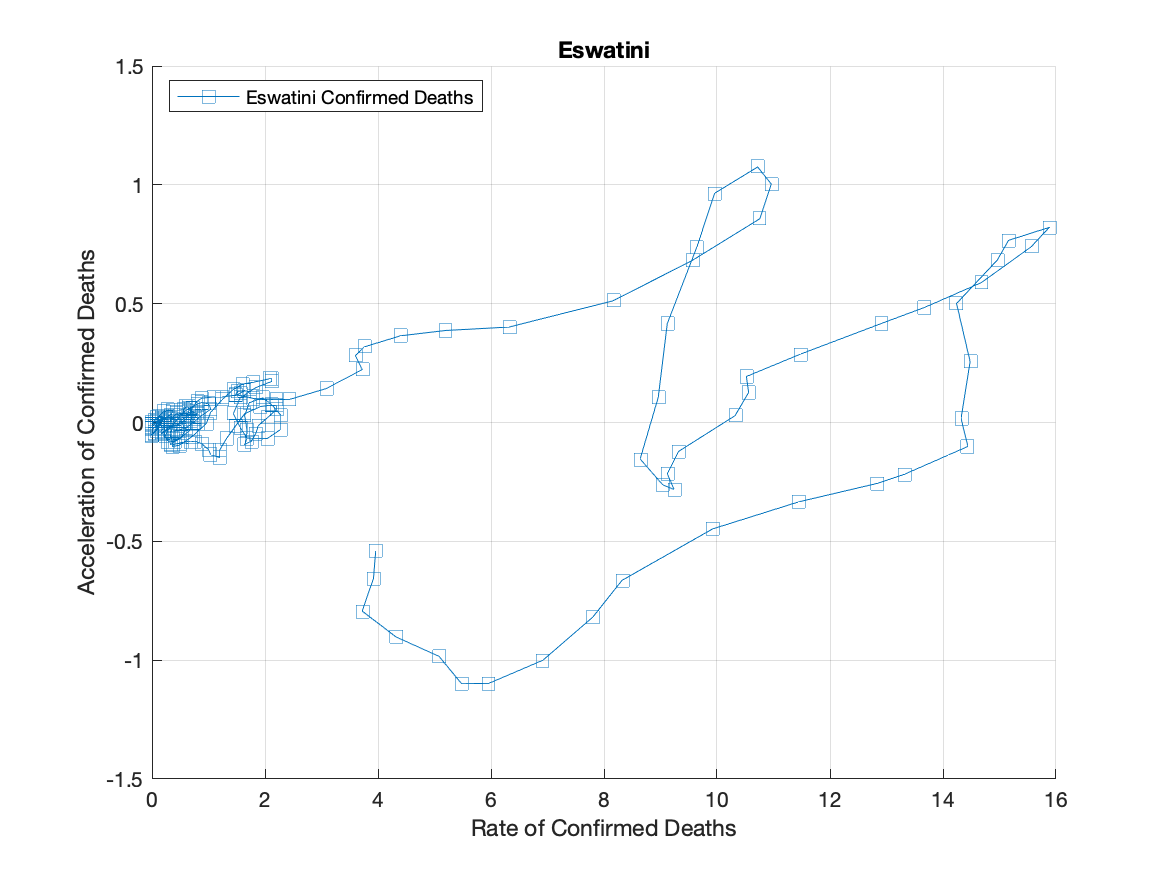 Eswatini
Eswatini Confirmed Deaths
Acceleration of Confirmed Deaths
1.5
1
0.5
0
-0.5
-1
-1.5
0 2 4 6 8 10 12 14 16
Rate of Confirmed Deaths